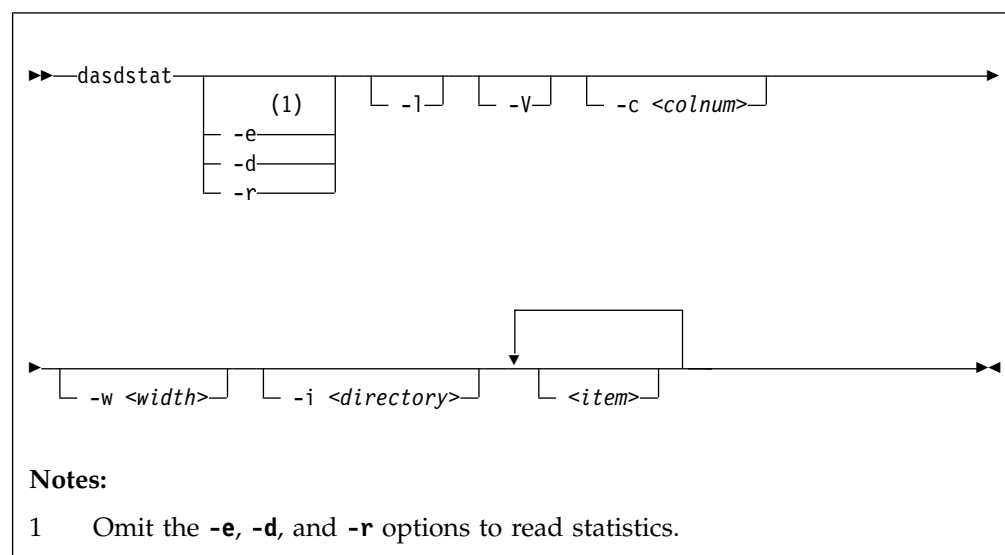 ▶▶—dasdstat
(1)
-e
-d
-r
-l
-V
-c <colnum>
-w <width>
-i <directory>
<item>
Notes:
1 Omit the -e, -d, and -r options to read statistics.